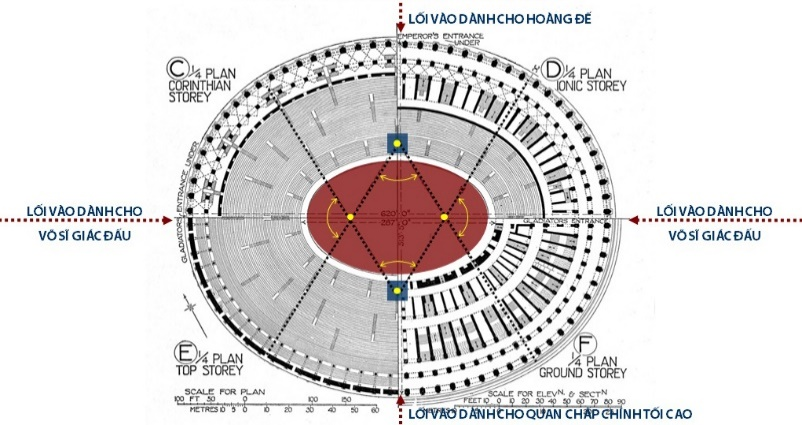 LỐI VÀO DÀNH CHO HOÀNG ĐẾ
EMPEROR'S ENTRANCE
UNDER
C 1/4 PLAN
CORINTHIAN
STOREY
D 1/4 PLAN
IONIC STOREY
GLADIATORS ENTRANCE UNDER
LỐI VÀO DÀNH CHO
VÕ SĨ GIÁC ĐẤU
620'.0"
287'.0"
GLADIATORS ENTRANCE
LỐI VÀO DÀNH CHO
VÕ SĨ GIÁC ĐẤU
E 1/4 PLAN
TOP STOREY
F 1/4 PLAN
GROUND STOREY
SCALE FOR PLAN
100 FT 50 0 100 150
METRES 10 5 0 10 20 30 40 50 60
SCALE FOR ELEVN. & SECTN
FEET 10 0 10 20 30 40 50 60 70 80 90
LỐI VÀO DÀNH CHO QUAN CHẤP CHÍNH TỐI CAO